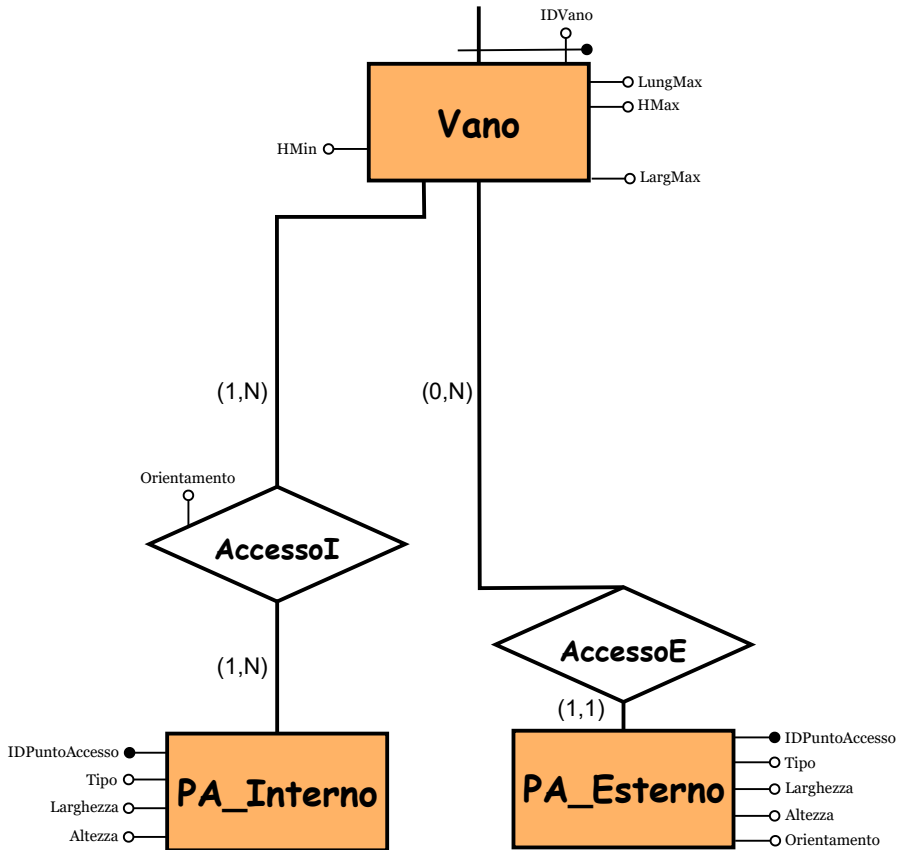 IDVano
LungMax
HMax
Vano
HMin
LargMax
(1,N)
(0,N)
Orientamento
AccessoI
AccessoE
(1,N)
(1,1)
IDPuntoAccesso
Tipo
Larghezza
Altezza
PA_Interno
PA_Esterno
IDPuntoAccesso
Tipo
Larghezza
Altezza
Orientamento